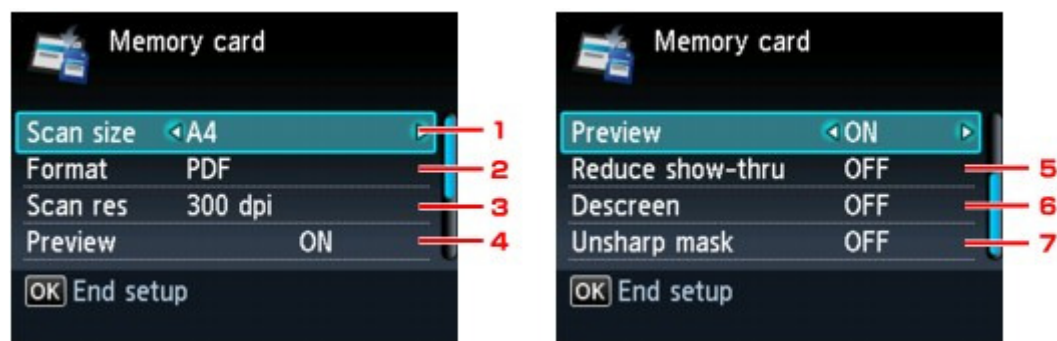 Memory card
Scan size A4 1
Format PDF 2
Scan res 300 dpi 3
Preview ON 4
OK End setup
Memory card
Preview ON
Reduce show-thru OFF 5
Descreen OFF 6
Unsharp mask OFF 7
OK End setup